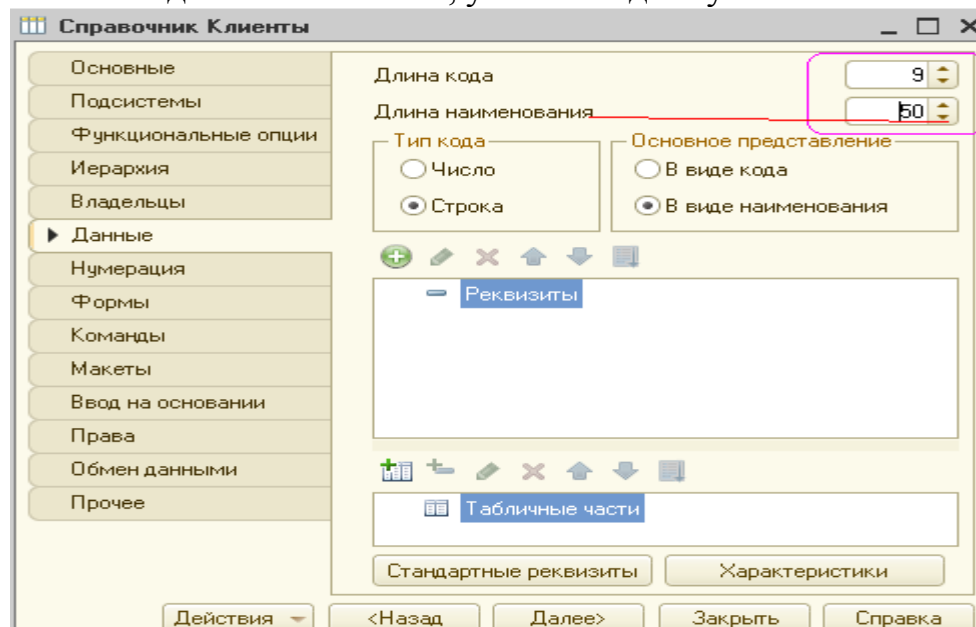 Справочник Клиенты
Основные
Подсистемы
Функциональные опции
Иерархия
Владельцы
Данные
Нумерация
Формы
Команды
Макеты
Ввод на основании
Права
Обмен данными
Прочее
Длина кода 9
Длина наименования 50
Тип кода
Число
Строка
Основное представление
В виде кода
В виде наименования
Реквизиты
Табличные части
Стандартные реквизиты Характеристики
Действия <Назад Далее> Закрыть Справка